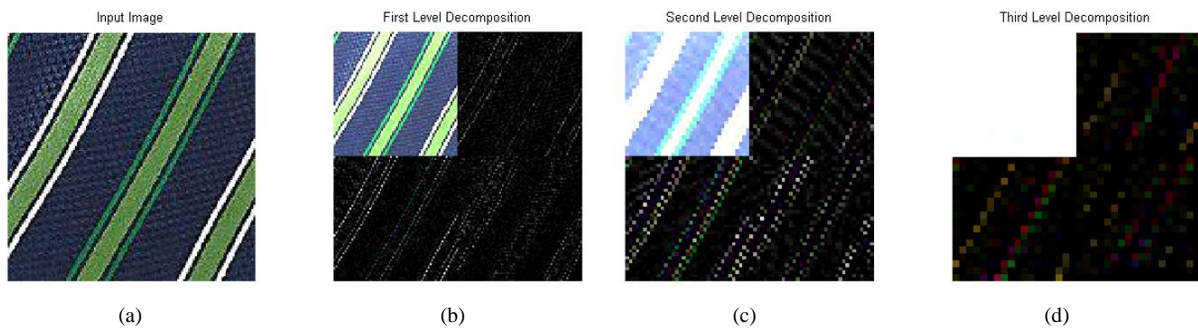 Input Image
First Level Decomposition
Second Level Decomposition
Third Level Decomposition
(a)
(b)
(c)
(d)